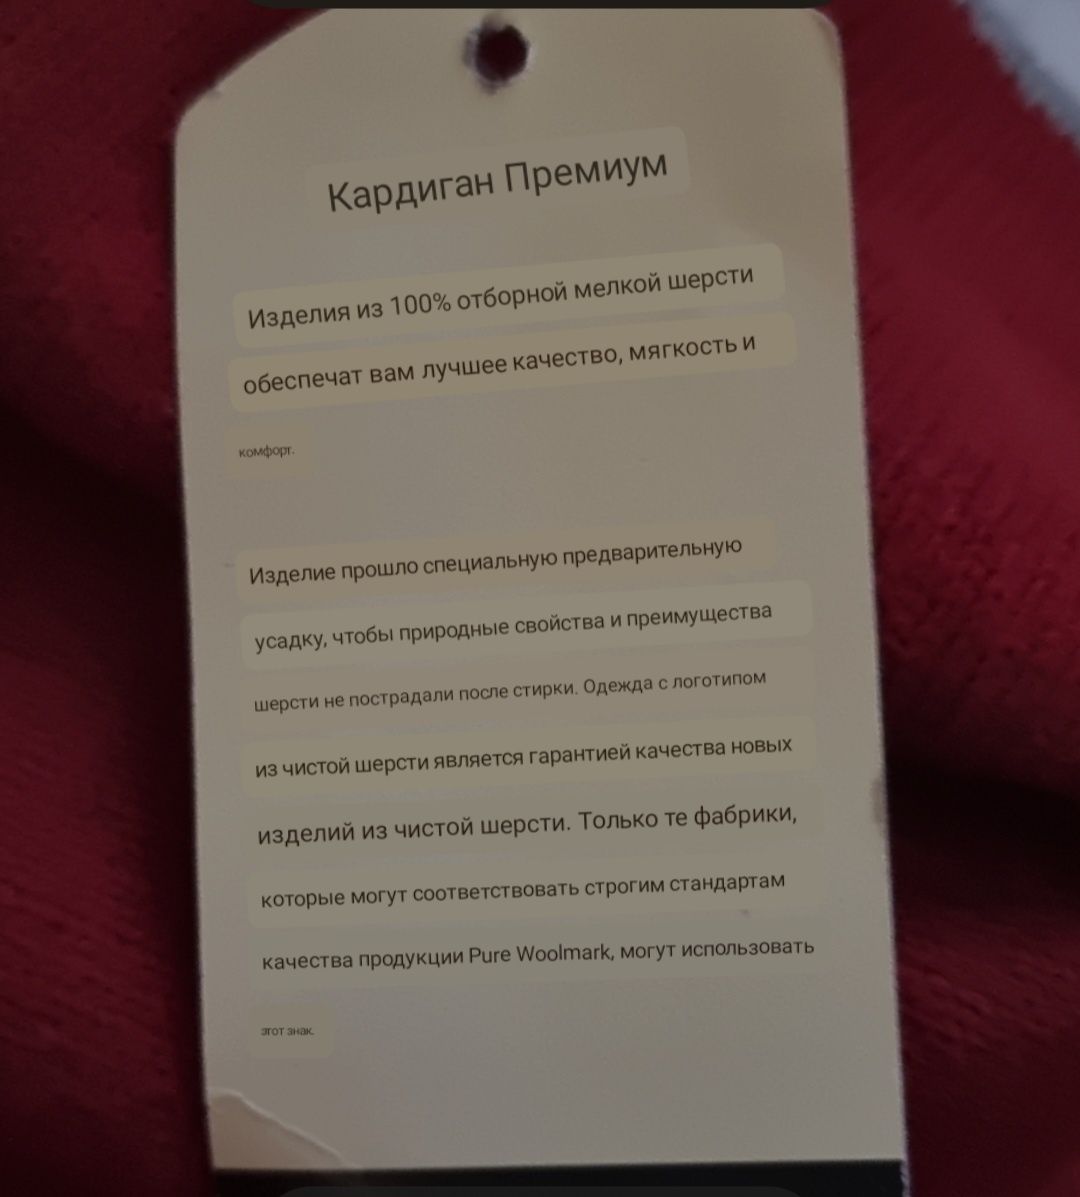 Кардиган Премиум
Изделия из 100% отборной мелкой шерсти
обеспечат вам лучшее качество, мягкость и
комфорт.
Изделие прошло специальную предварительную
усадку, чтобы природные свойства и преимущества
шерсти не пострадали после стирки. Одежда с логотипом
из чистой шерсти является гарантией качества новых
изделий из чистой шерсти. Только те фабрики,
которые могут соответствовать строгим стандартам
качества продукции Pure Woolmark, могут использовать
этот знак.